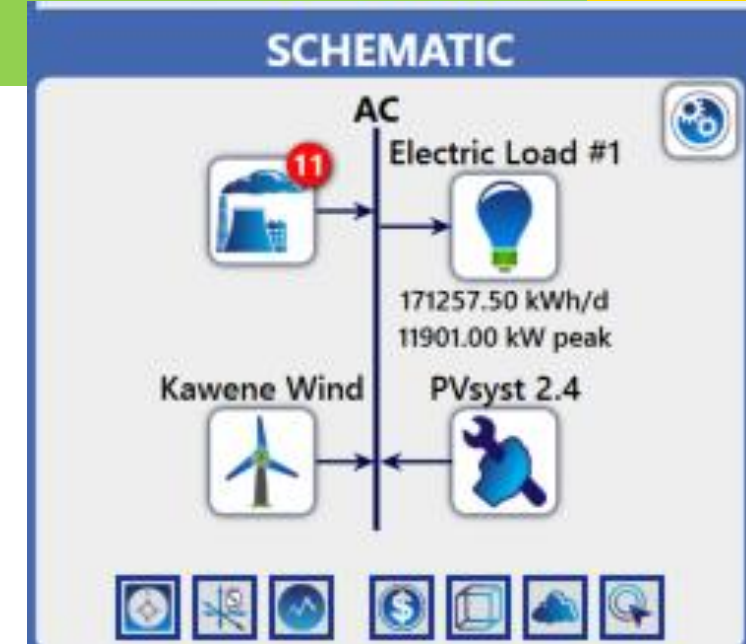 SCHEMATIC
AC
11
Electric Load #1
171257.50 kWh/d
11901.00 kW peak
Kawene Wind
PVsyst 2.4
$